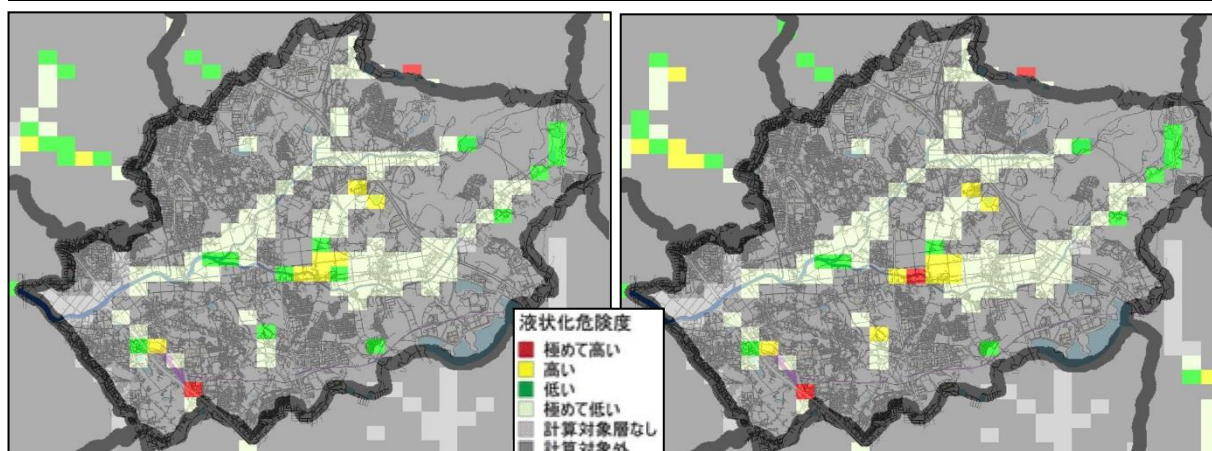 液状化危険度
極めて高い
高い
低い
極めて低い
計算対象層なし
計算対象外